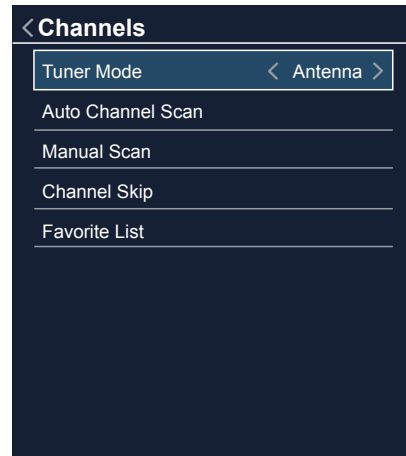 Channels
Tuner Mode Antenna
Auto Channel Scan
Manual Scan
Channel Skip
Favorite List